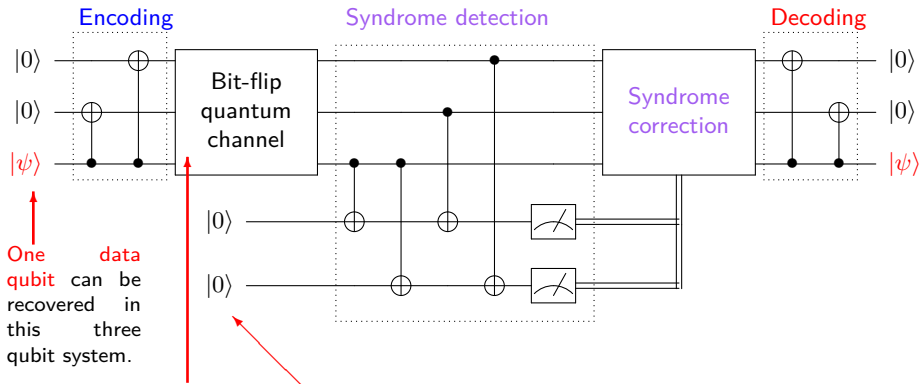 Encoding Syndrome detection Decoding
|0⟩ |0⟩
Bit-flip
quantum
channel
|0⟩ |0⟩
Syndrome
correction
|ψ⟩ |ψ⟩
|0⟩
|0⟩
One data
qubit can be
recovered in
this three
qubit system.